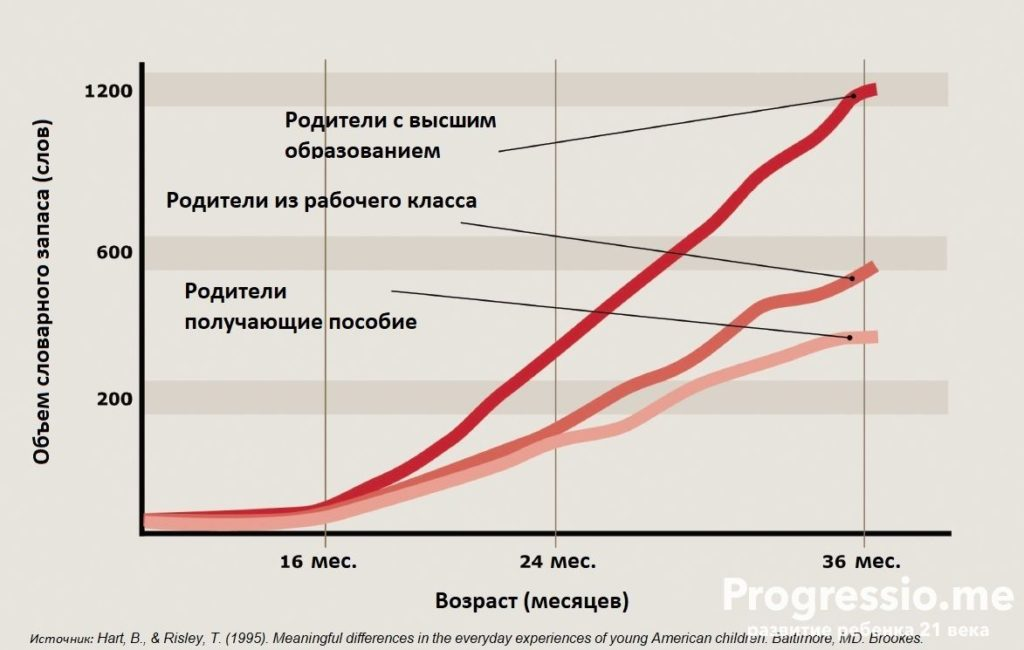 1200
Родители с высшим
образованием
Родители из рабочего класса
600
Родители
получающие пособие
200
Объем словарного запаса (слов)
16 мес.
24 мес.
36 мес.
Возраст (месяцев)
Progressio.me
развитие ребенка 21 века
Источник: Hart, B., & Risley, T. (1995). Meaningful differences in the everyday experiences of young American children. Baltimore, MD. Brookes.